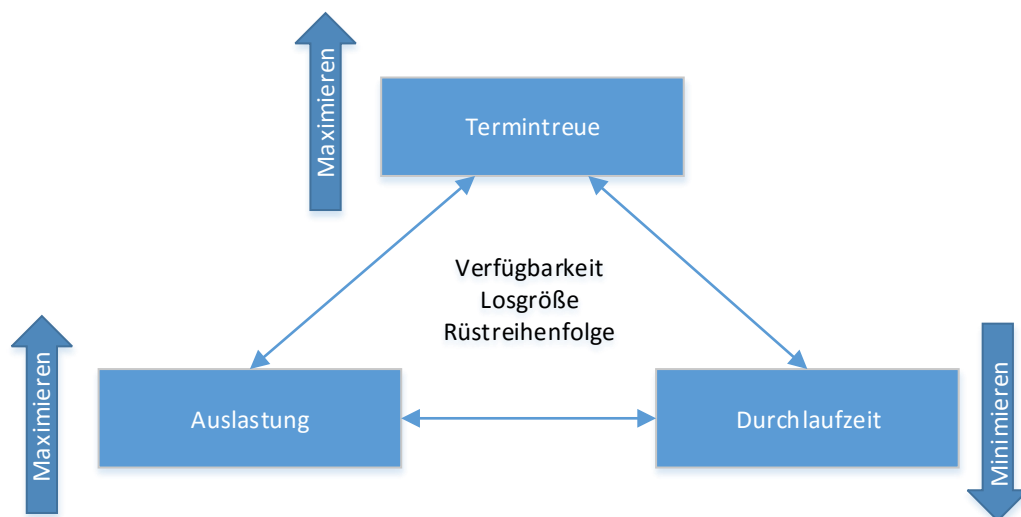 Maximieren
Termintreue
Verfügbarkeit
Losgröße
Rüstreihenfolge
Maximieren
Auslastung
Durchlaufzeit
Minimieren